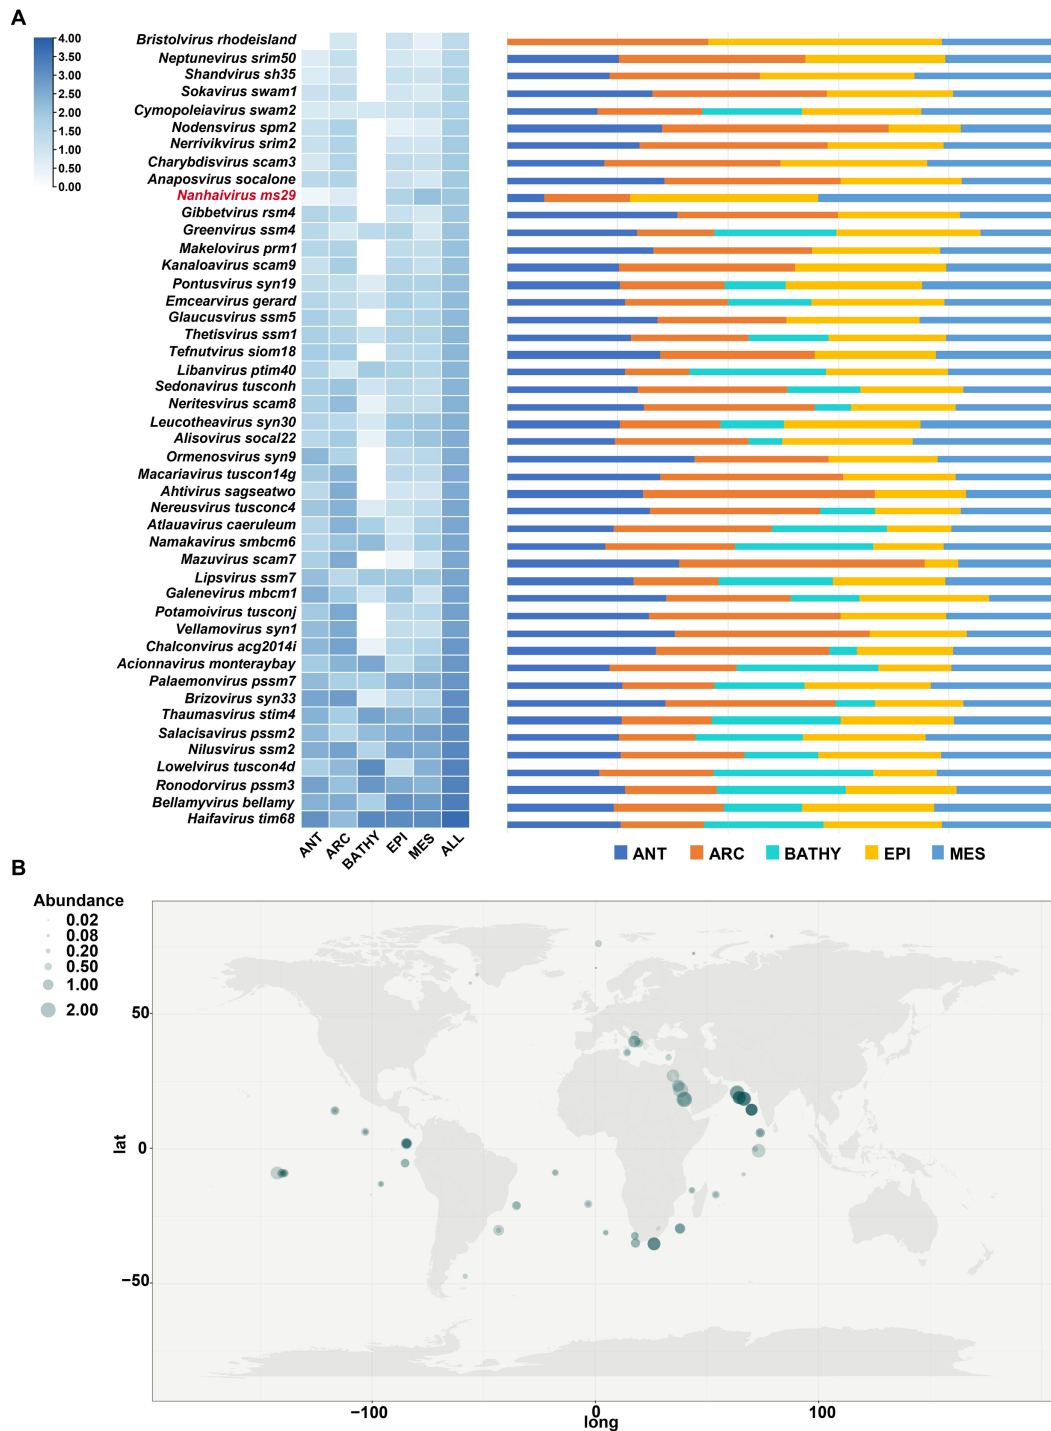 A
4.00
3.50
3.00
2.50
2.00
1.50
1.00
0.50
0.00
Bristolvirus rhodeisland
Neptunevirus srim50
Shandvirus sh35
Sokavirus swam1
Cymopoleiavirus swam2
Nodensvirus spm2
Nerrivikvirus srim2
Charybdisvirus scam3
Anaposvirus socalone
Nanhaivirus ms29
Gibbetvirus rsm4
Greenvirus ssm4
Makelovirus prm1
Kanaloavirus scam9
Pontusvirus syn19
Emcearvirus gerard
Glaucusvirus ssm5
Thetisvirus ssm1
Tefnutvirus siom18
Libanvirus ptim40
Sedonavirus tusconh
Neritesvirus scam8
Leucotheavirus syn30
Alisovirus socal22
Ormenosvirus syn9
Macariavirus tuscon14g
Ahtivirus sagseatwo
Nereusvirus tusconc4
Atlauavirus caeruleum
Namakavirus smbcm6
Mazuvirus scam7
Lipsvirus ssm7
Galenevirus mbcm1
Potamoivirus tusconj
Vellamovirus syn1
Chalconvirus acg2014i
Acionnavirus monteraybay
Palaemonvirus pssm7
Brizovirus syn33
Thaumasvirus stim4
Salacisavirus pssm2
Nilusvirus ssm2
Lowelvirus tuscon4d
Ronodorvirus pssm3
Bellamyvirus bellamy
Haifavirus tim68
ANT ARC BATHY EPI MES ALL
ANT ARC BATHY EPI MES
B
Abundance
0.02
0.08
0.20
0.50
1.00
2.00
50
0
−50
lat
−100 0 100
long